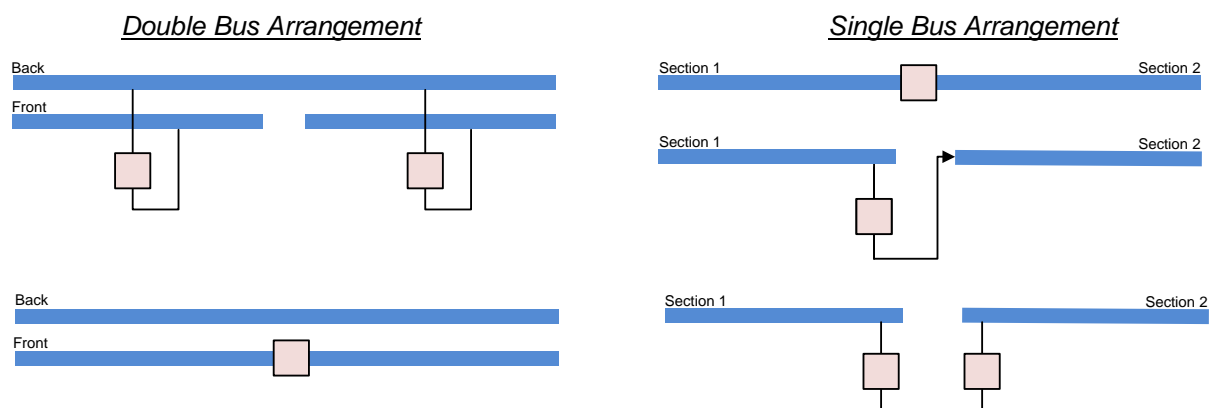 Double Bus Arrangement
Back
Front
Back
Front
Single Bus Arrangement
Section 1 Section 2
Section 1 Section 2
Section 1 Section 2